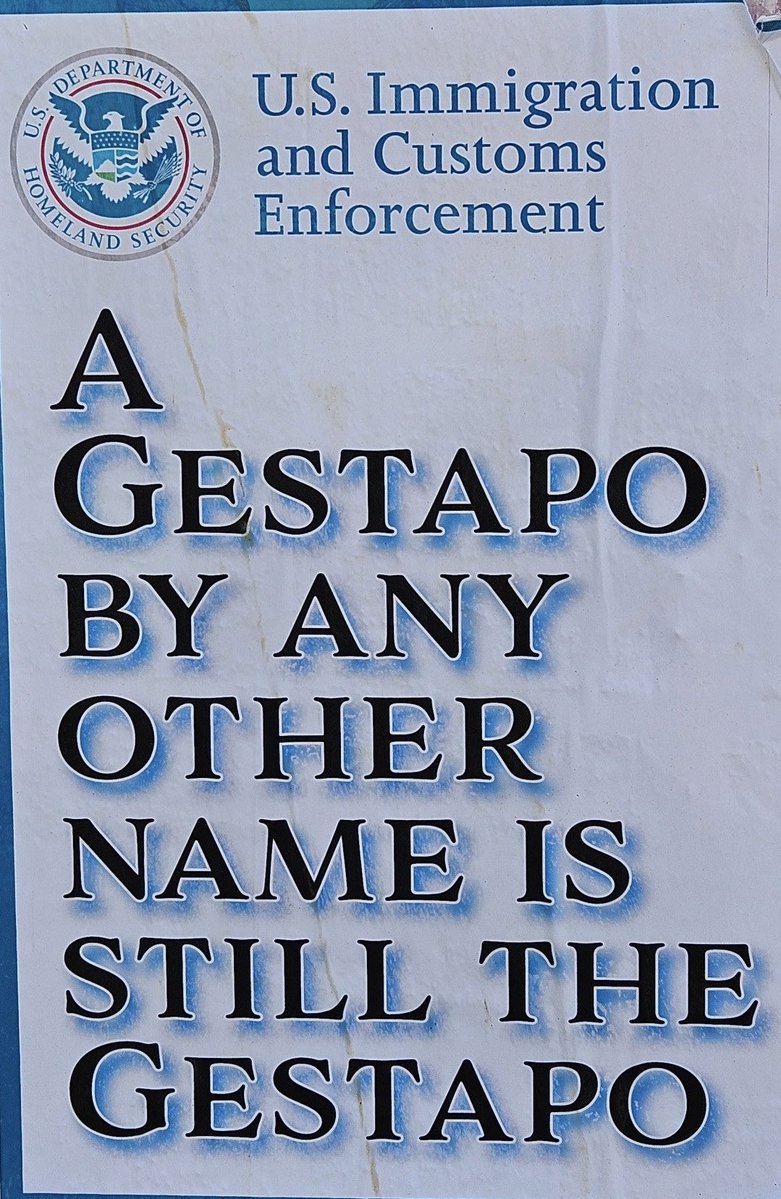 U.S. DEPARTMENT OF
HOMELAND SECURITY
U.S. Immigration
and Customs
Enforcement
A
GESTAPO
BY ANY
OTHER
NAME IS
STILL THE
GESTAPO